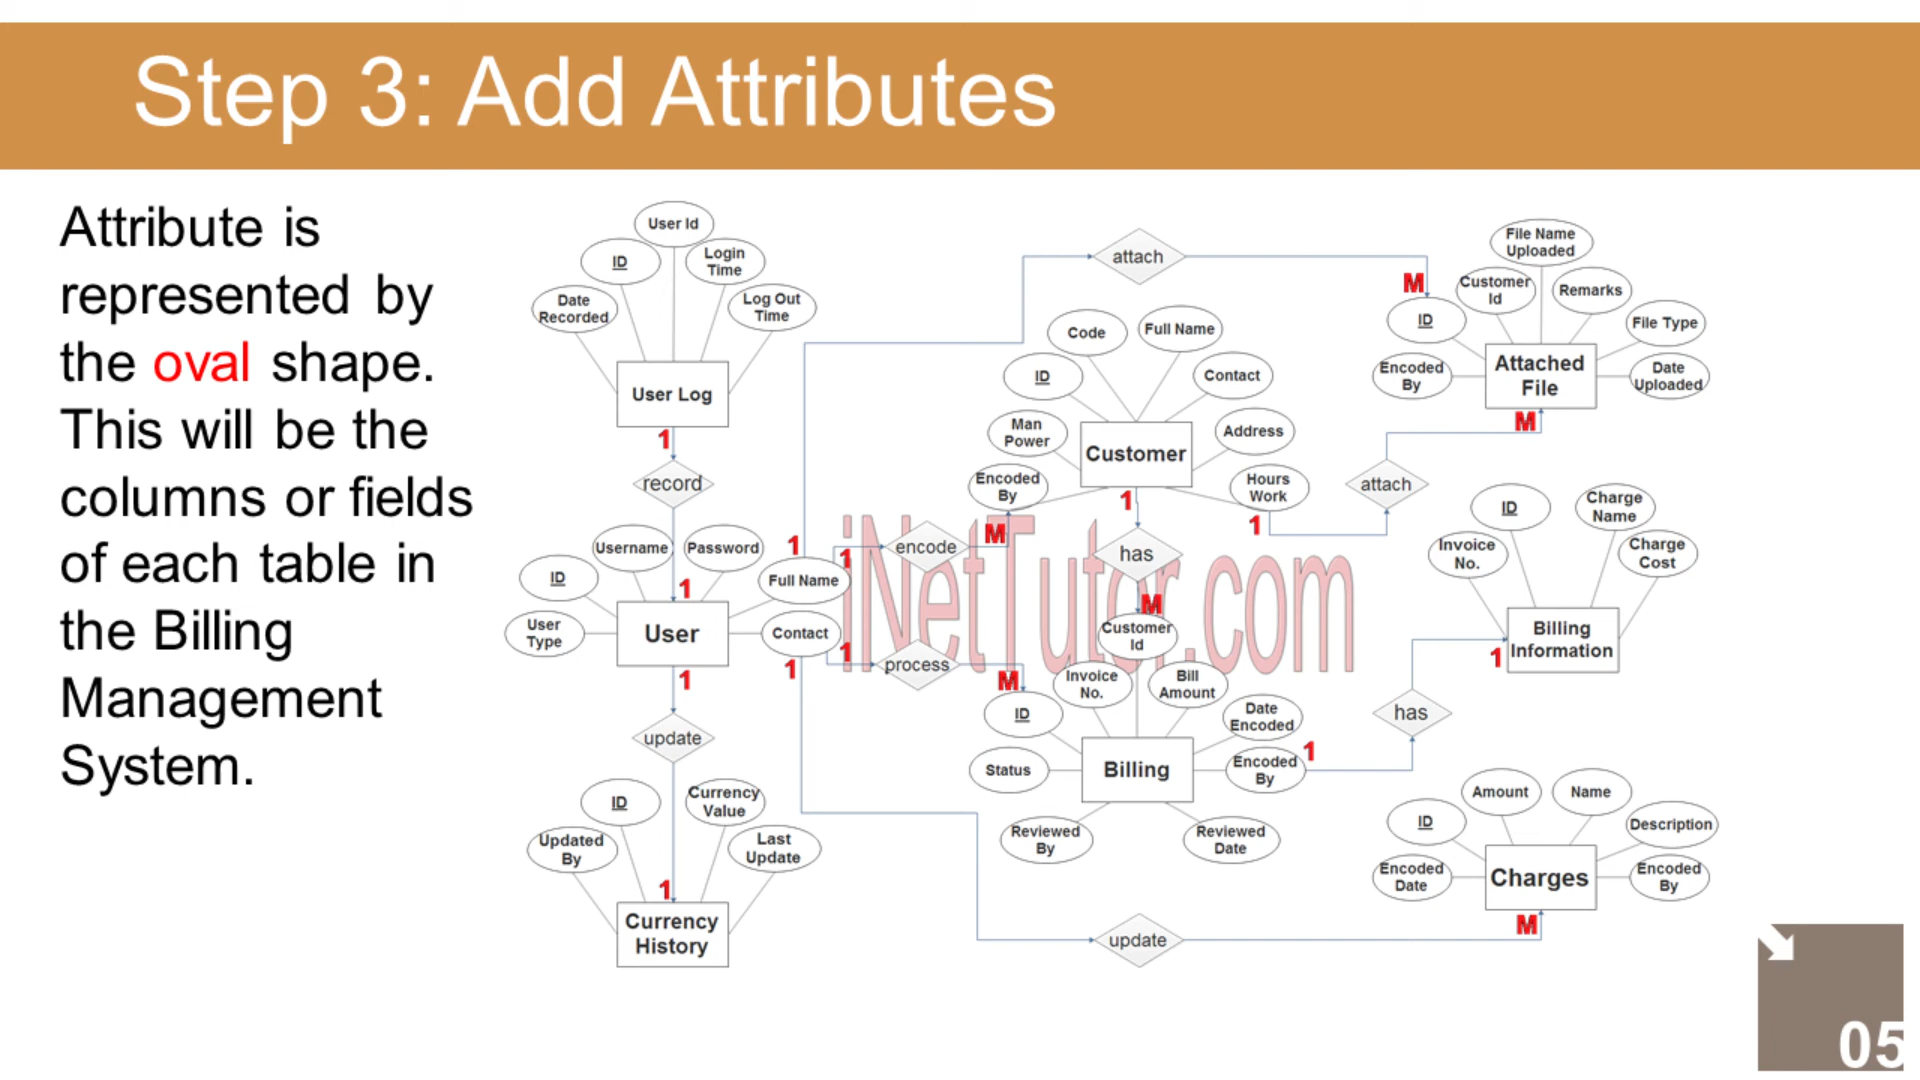 Step 3: Add Attributes
Attribute is
represented by
the oval shape.
This will be the
columns or fields
of each table in
the Billing
Management
System.
User Id
ID
Login
Time
Date
Recorded
Log Out
Time
User Log
1
record
Username
Password
ID
1
Full Name
1
1
User
Type
User
Contact
1
1
1
update
ID
Currency
Value
Updated
By
Last
Update
1
Currency
History
attach
Code
Full Name
ID
Contact
Man
Power
Customer
Address
Encoded
By
Hours
Work
1
1
M
encode
has
iNetTutor.com
process
M
M
Customer
Id
Invoice
No.
Bill
Amount
ID
Date
Encoded
Status
Billing
Encoded
By
1
Reviewed
By
Reviewed
Date
update
File Name
Uploaded
M
Customer
Id
Remarks
ID
File Type
Encoded
By
Attached
File
Date
Uploaded
M
attach
ID
Charge
Name
Invoice
No.
Charge
Cost
Billing
Information
1
has
Amount
Name
ID
Description
Encoded
Date
Charges
Encoded
By
M
05